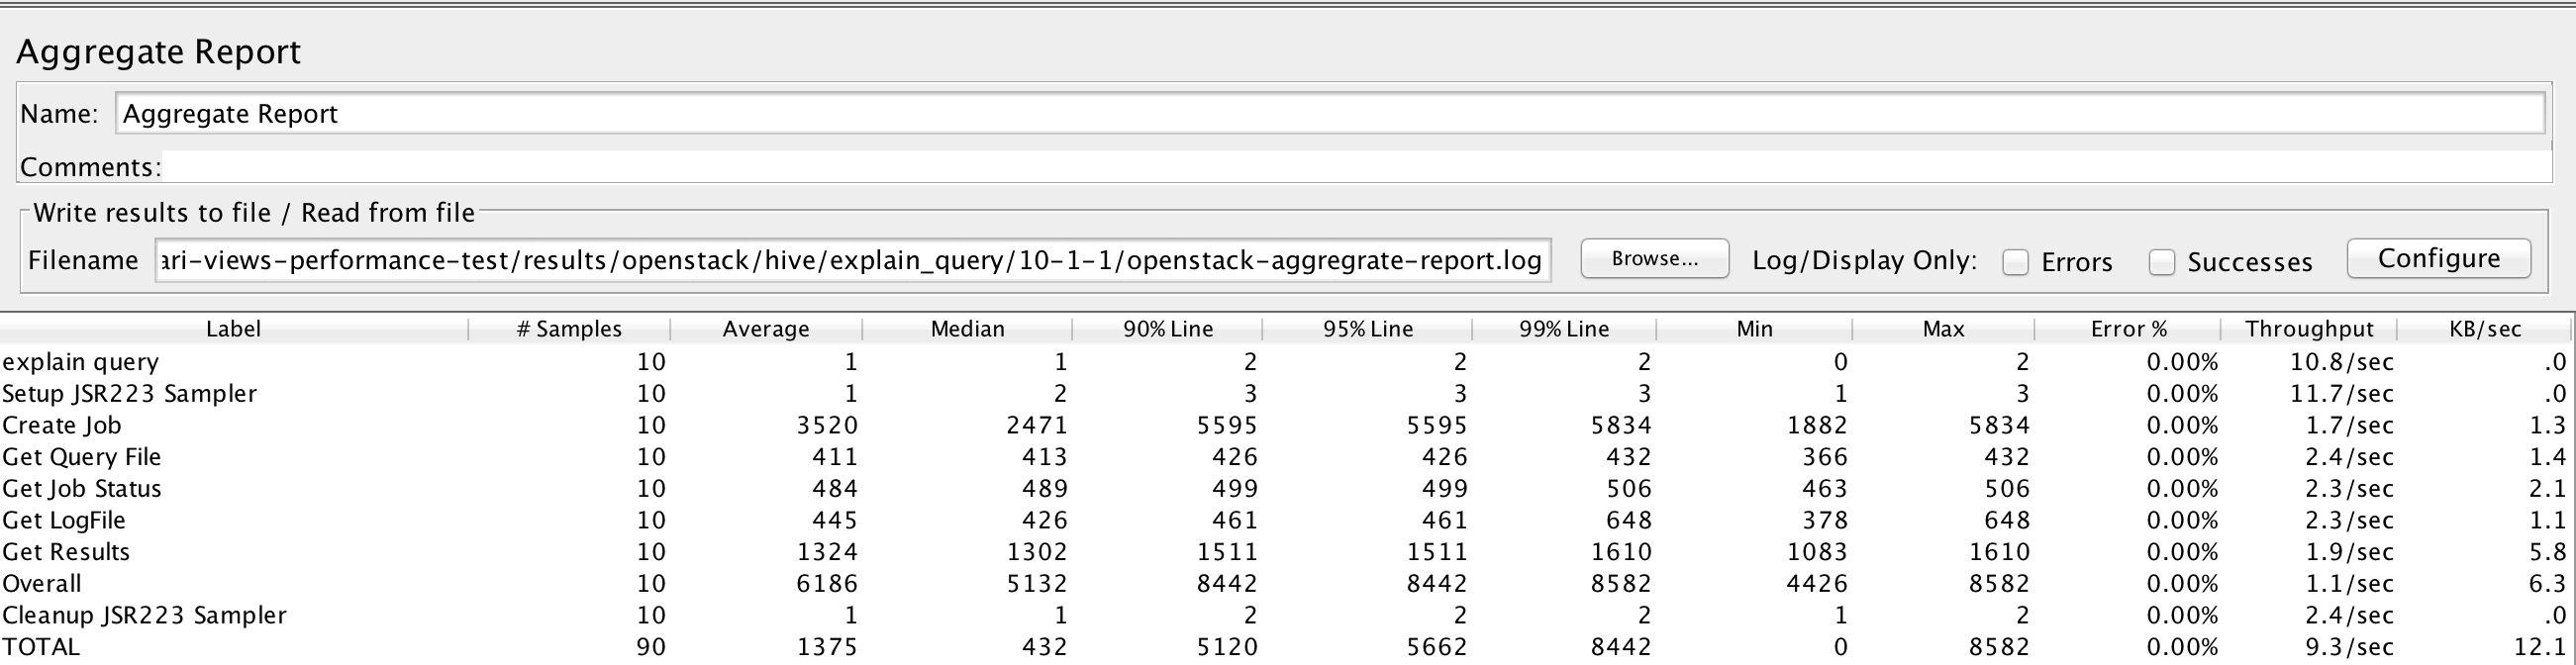 Aggregate Report
Name: Aggregate Report
Comments:
Write results to file / Read from file
Filename ari-views-performance-test/results/openstack/hive/explain_query/10-1-1/openstack-aggregrate-report.log Browse... Log/Display Only: Errors Successes Configure
Label # Samples Average Median 90% Line 95% Line 99% Line Min Max Error % Throughput KB/sec
explain query 10 1 1 2 2 2 0 2 0.00% 10.8/sec .0
Setup JSR223 Sampler 10 1 2 3 3 3 1 3 0.00% 11.7/sec .0
Create Job 10 3520 2471 5595 5595 5834 1882 5834 0.00% 1.7/sec 1.3
Get Query File 10 411 413 426 426 432 366 432 0.00% 2.4/sec 1.4
Get Job Status 10 484 489 499 499 506 463 506 0.00% 2.3/sec 2.1
Get LogFile 10 445 426 461 461 648 378 648 0.00% 2.3/sec 1.1
Get Results 10 1324 1302 1511 1511 1610 1083 1610 0.00% 1.9/sec 5.8
Overall 10 6186 5132 8442 8442 8582 4426 8582 0.00% 1.1/sec 6.3
Cleanup JSR223 Sampler 10 1 1 2 2 2 1 2 0.00% 2.4/sec .0
TOTAL 90 1375 432 5120 5662 8442 0 8582 0.00% 9.3/sec 12.1